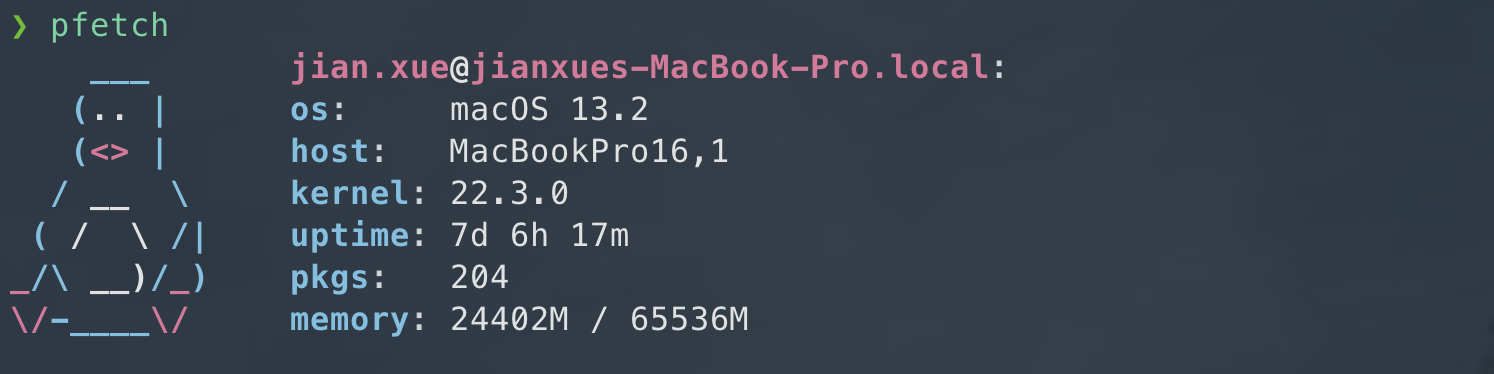 ❯ pfetch
     ___      jian.xue@jianxues-MacBook-Pro.local:
   (.. |      os:     macOS 13.2
   (<> |      host:   MacBookPro16,1
  / __  \     kernel: 22.3.0
 ( /  \ /|    uptime: 7d 6h 17m
_/\ __)/_)    pkgs:   204
\/-____\/     memory: 24402M / 65536M